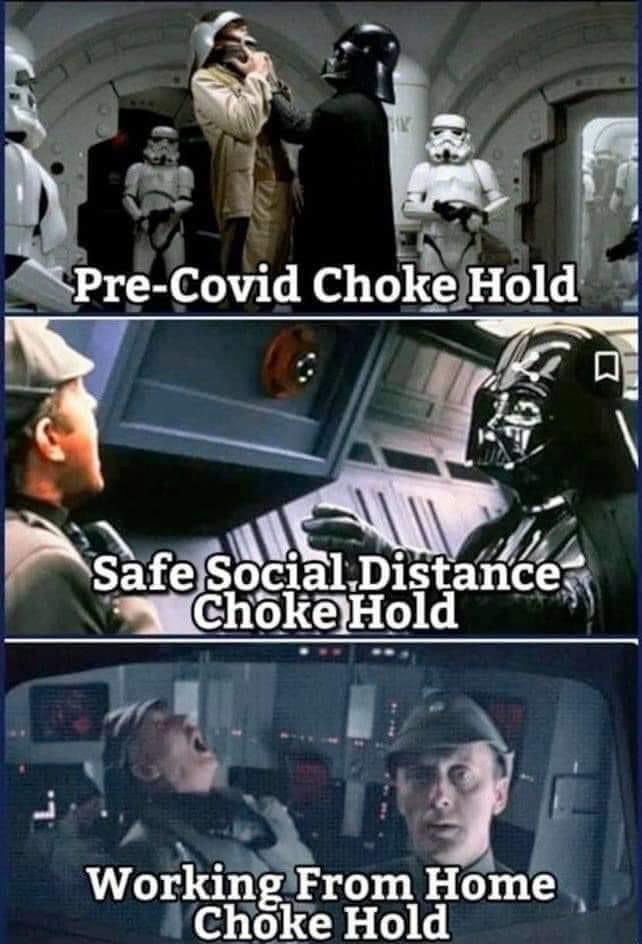 Pre-Covid Choke Hold
Safe Social Distance
Choke Hold
Working From Home
Choke Hold